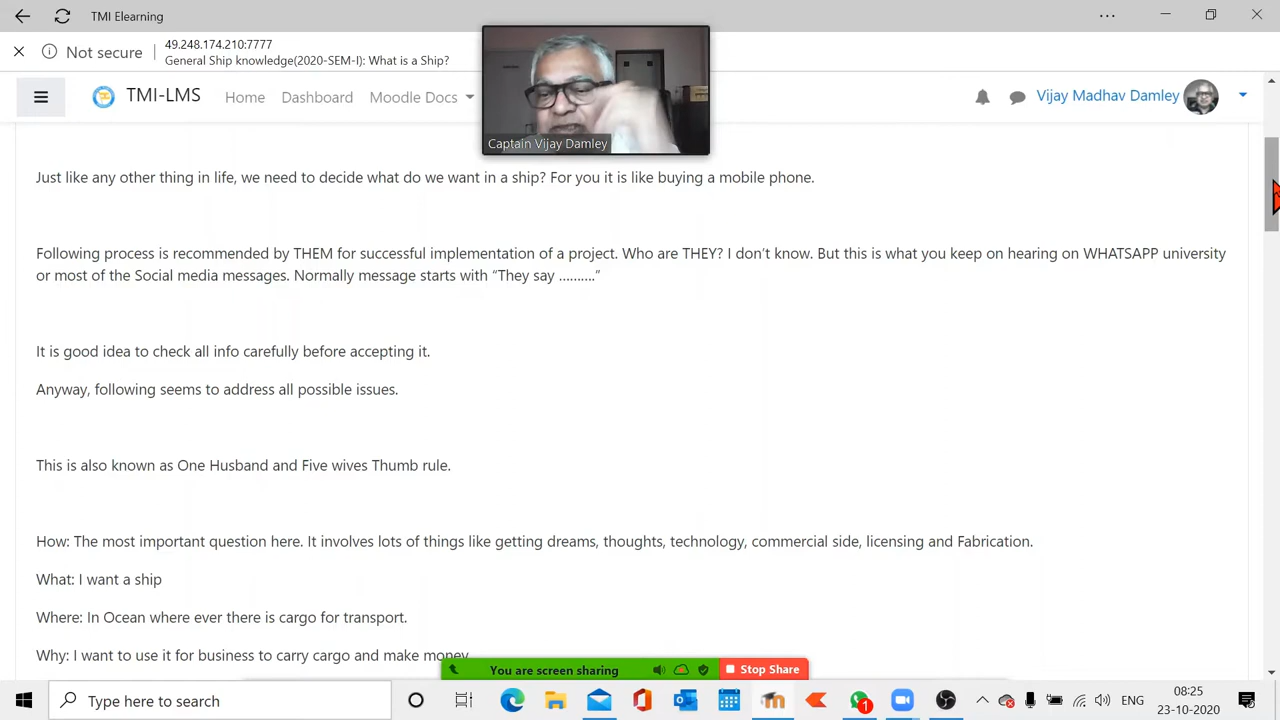 TMI Elearning
Not secure
49.248.174.210:7777
General Ship knowledge(2020-SEM-I): What is a Ship?
TMI-LMS
Home
Dashboard
Moodle Docs
Vijay Madhav Damley
Captain Vijay Damley
Just like any other thing in life, we need to decide what do we want in a ship? For you it is like buying a mobile phone.
Following process is recommended by THEM for successful implementation of a project. Who are THEY? I don’t know. But this is what you keep on hearing on WHATSAPP university
or most of the Social media messages. Normally message starts with “They say ……….”
It is good idea to check all info carefully before accepting it.
Anyway, following seems to address all possible issues.
This is also known as One Husband and Five wives Thumb rule.
How: The most important question here. It involves lots of things like getting dreams, thoughts, technology, commercial side, licensing and Fabrication.
What: I want a ship
Where: In Ocean where ever there is cargo for transport.
Why: I want to use it for business to carry cargo and make money
You are screen sharing
Stop Share
Type here to search
1
ENG
08:25
23-10-2020